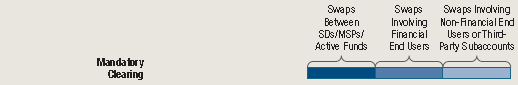 Swaps
Between
SDs/MSPs/
Active Funds
Swaps
Involving
Financial
End Users
Swaps Involving
Non-Financial End
Users or Third-
Party Subaccounts
Mandatory
Clearing